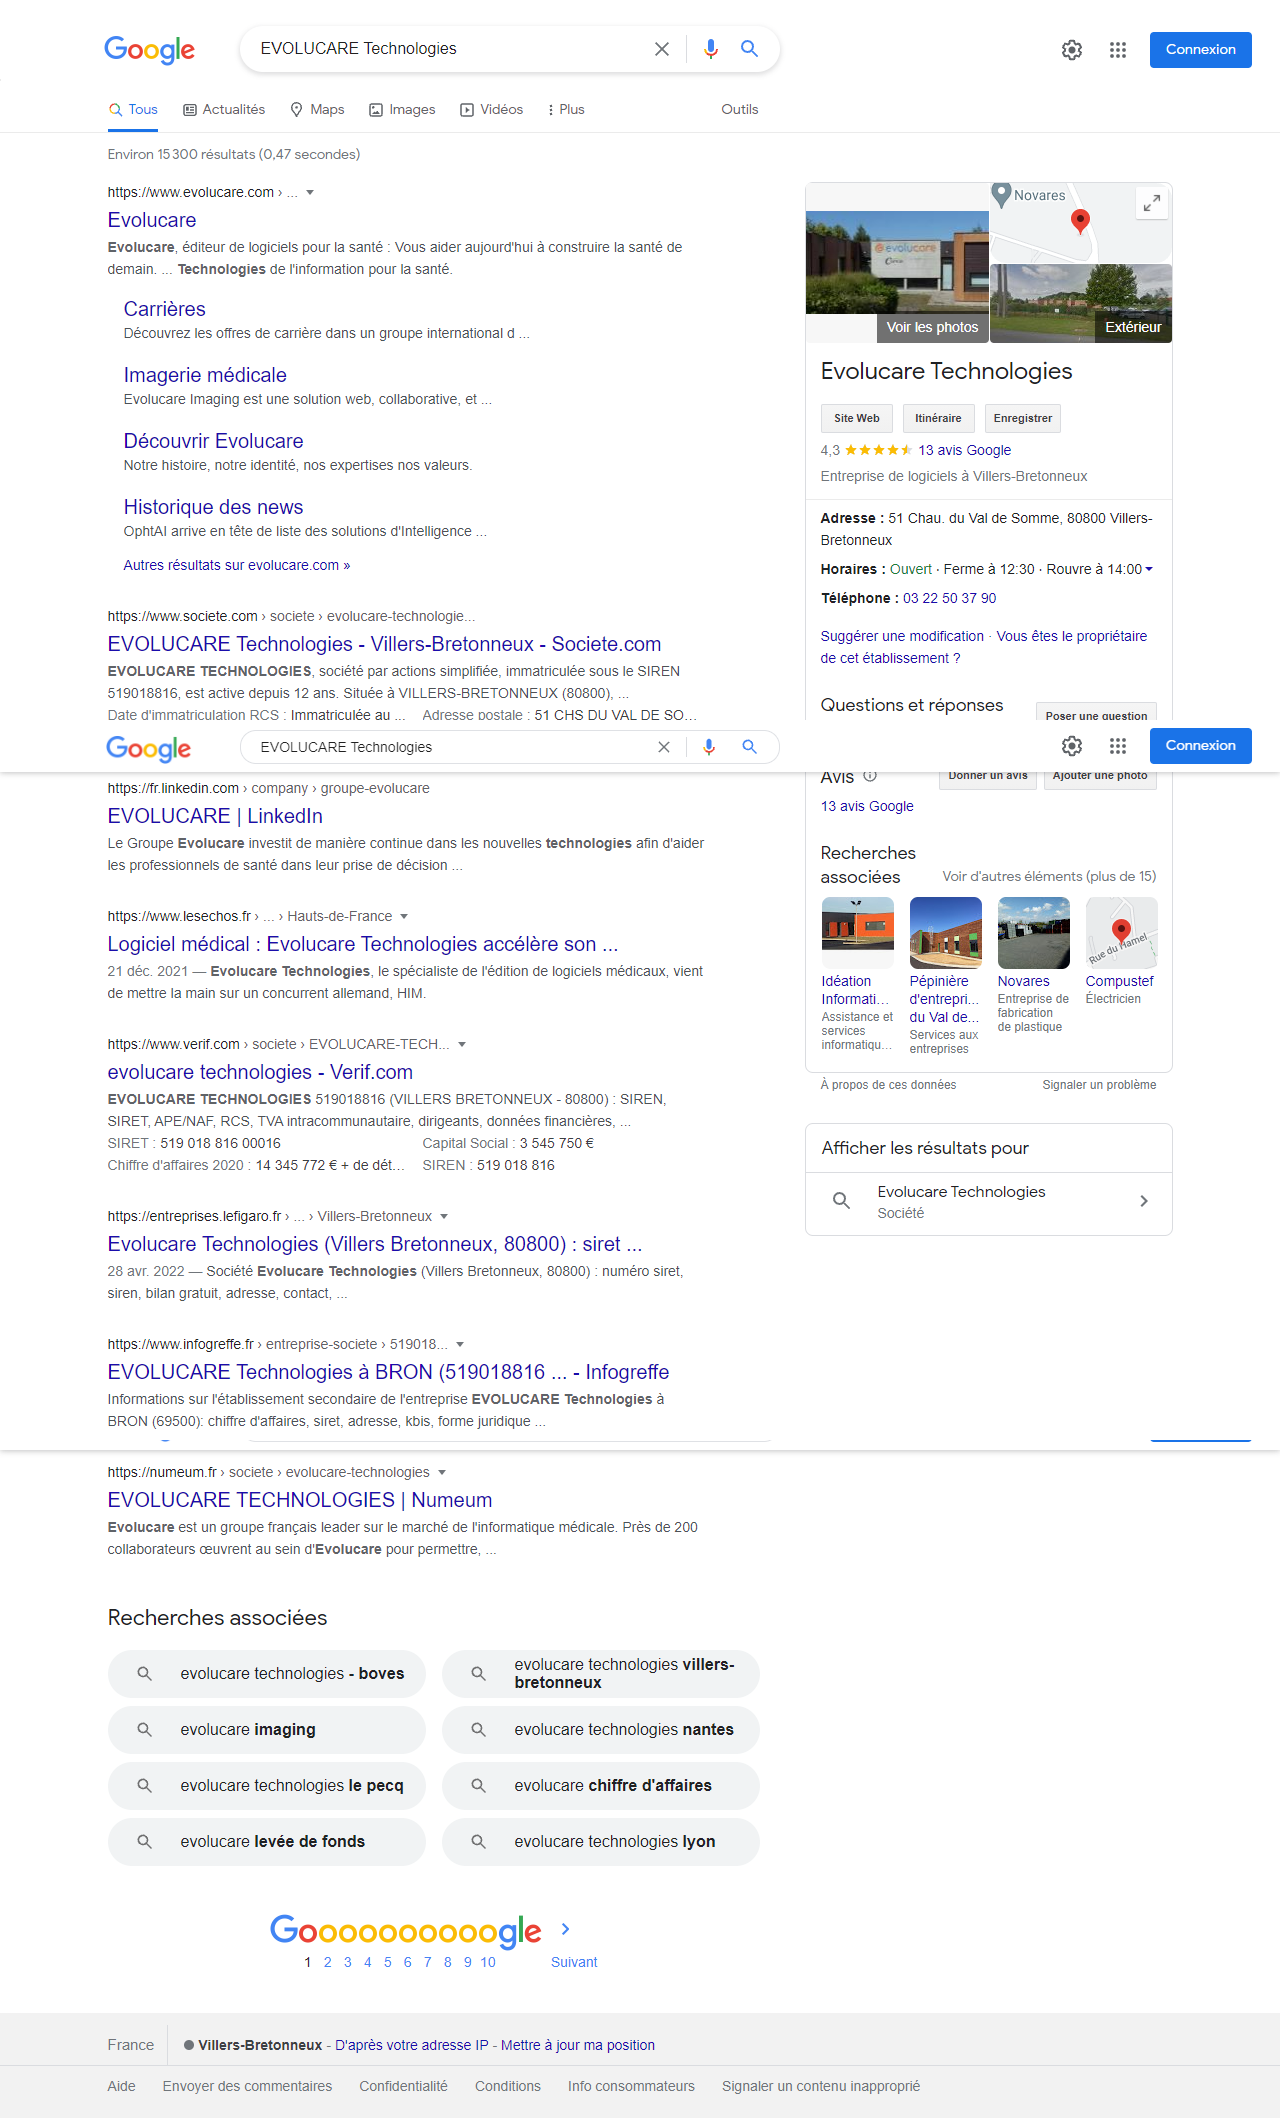 Google
EVOLUCARE Technologies
Connexion
Tous
Actualités
Maps
Images
Vidéos
Plus
Outils
Environ 15 300 résultats (0,47 secondes)
https://www.evolucare.com › ...
Evolucare
Evolucare, éditeur de logiciels pour la santé : Vous aider aujourd'hui à construire la santé de
demain. ... Technologies de l'information pour la santé.
Carrières
Découvrez les offres de carrière dans un groupe international d ...
Imagerie médicale
Evolucare Imaging est une solution web, collaborative, et ...
Découvrir Evolucare
Notre histoire, notre identité, nos expertises nos valeurs.
Historique des news
OphtAI arrive en tête de liste des solutions d'Intelligence ...
Autres résultats sur evolucare.com »
https://www.societe.com › societe › evolucare-technologie...
EVOLUCARE Technologies - Villers-Bretonneux - Societe.com
EVOLUCARE TECHNOLOGIES, société par actions simplifiée, immatriculée sous le SIREN
519018816, est active depuis 12 ans. Située à VILLERS-BRETONNEUX (80800), ...
Date d'immatriculation RCS : Immatriculée au ... Adresse postale : 51 CHS DU VAL DE SO...
Novares
evolucare
Voir les photos
Extérieur
Evolucare Technologies
Site Web
Itinéraire
Enregistrer
4,3 13 avis Google
Entreprise de logiciels à Villers-Bretonneux
Adresse : 51 Chau. du Val de Somme, 80800 Villers-
Bretonneux
Horaires : Ouvert · Ferme à 12:30 · Rouvre à 14:00
Téléphone : 03 22 50 37 90
Suggérer une modification · Vous êtes le propriétaire
de cet établissement ?
Questions et réponses
Poser une question
Google
EVOLUCARE Technologies
Connexion
https://fr.linkedin.com › company › groupe-evolucare
EVOLUCARE | LinkedIn
Le Groupe Evolucare investit de manière continue dans les nouvelles technologies afin d'aider
les professionnels de santé dans leur prise de décision ...
https://www.lesechos.fr › ... › Hauts-de-France
Logiciel médical : Evolucare Technologies accélère son ...
21 déc. 2021 — Evolucare Technologies, le spécialiste de l'édition de logiciels médicaux, vient
de mettre la main sur un concurrent allemand, HIM.
https://www.verif.com › societe › EVOLUCARE-TECH...
evolucare technologies - Verif.com
EVOLUCARE TECHNOLOGIES 519018816 (VILLERS BRETONNEUX - 80800) : SIREN,
SIRET, APE/NAF, RCS, TVA intracommunautaire, dirigeants, données financières, ...
SIRET : 519 018 816 00016 Capital Social : 3 545 750 €
Chiffre d'affaires 2020 : 14 345 772 € + de dét... SIREN : 519 018 816
https://entreprises.lefigaro.fr › ... › Villers-Bretonneux
Evolucare Technologies (Villers Bretonneux, 80800) : siret ...
28 avr. 2022 — Société Evolucare Technologies (Villers Bretonneux, 80800) : numéro siret,
siren, bilan gratuit, adresse, contact, ...
https://www.infogreffe.fr › entreprise-societe › 519018...
EVOLUCARE Technologies à BRON (519018816 ... - Infogreffe
Informations sur l'établissement secondaire de l'entreprise EVOLUCARE Technologies à
BRON (69500): chiffre d'affaires, siret, adresse, kbis, forme juridique ...
Avis
Donner un avis
Ajouter une photo
13 avis Google
Recherches
associées
Voir d'autres éléments (plus de 15)
Rue du Hamel
Idéation
Informati...
Assistance et
services
informatiqu...
Pépinière
d'entrepri...
du Val de...
Services aux
entreprises
Novares
Entreprise de
fabrication
de plastique
Compustef
Électricien
À propos de ces données
Signaler un problème
Afficher les résultats pour
Evolucare Technologies
Société
https://numeum.fr › societe › evolucare-technologies
EVOLUCARE TECHNOLOGIES | Numeum
Evolucare est un groupe français leader sur le marché de l'informatique médicale. Près de 200
collaborateurs œuvrent au sein d'Evolucare pour permettre, ...
Recherches associées
evolucare technologies - boves
evolucare technologies villers-
bretonneux
evolucare imaging
evolucare technologies nantes
evolucare technologies le pecq
evolucare chiffre d'affaires
evolucare levée de fonds
evolucare technologies lyon
Goooooooooogle
1 2 3 4 5 6 7 8 9 10 Suivant
France
Villers-Bretonneux - D'après votre adresse IP - Mettre à jour ma position
Aide Envoyer des commentaires Confidentialité Conditions Info consommateurs Signaler un contenu inapproprié